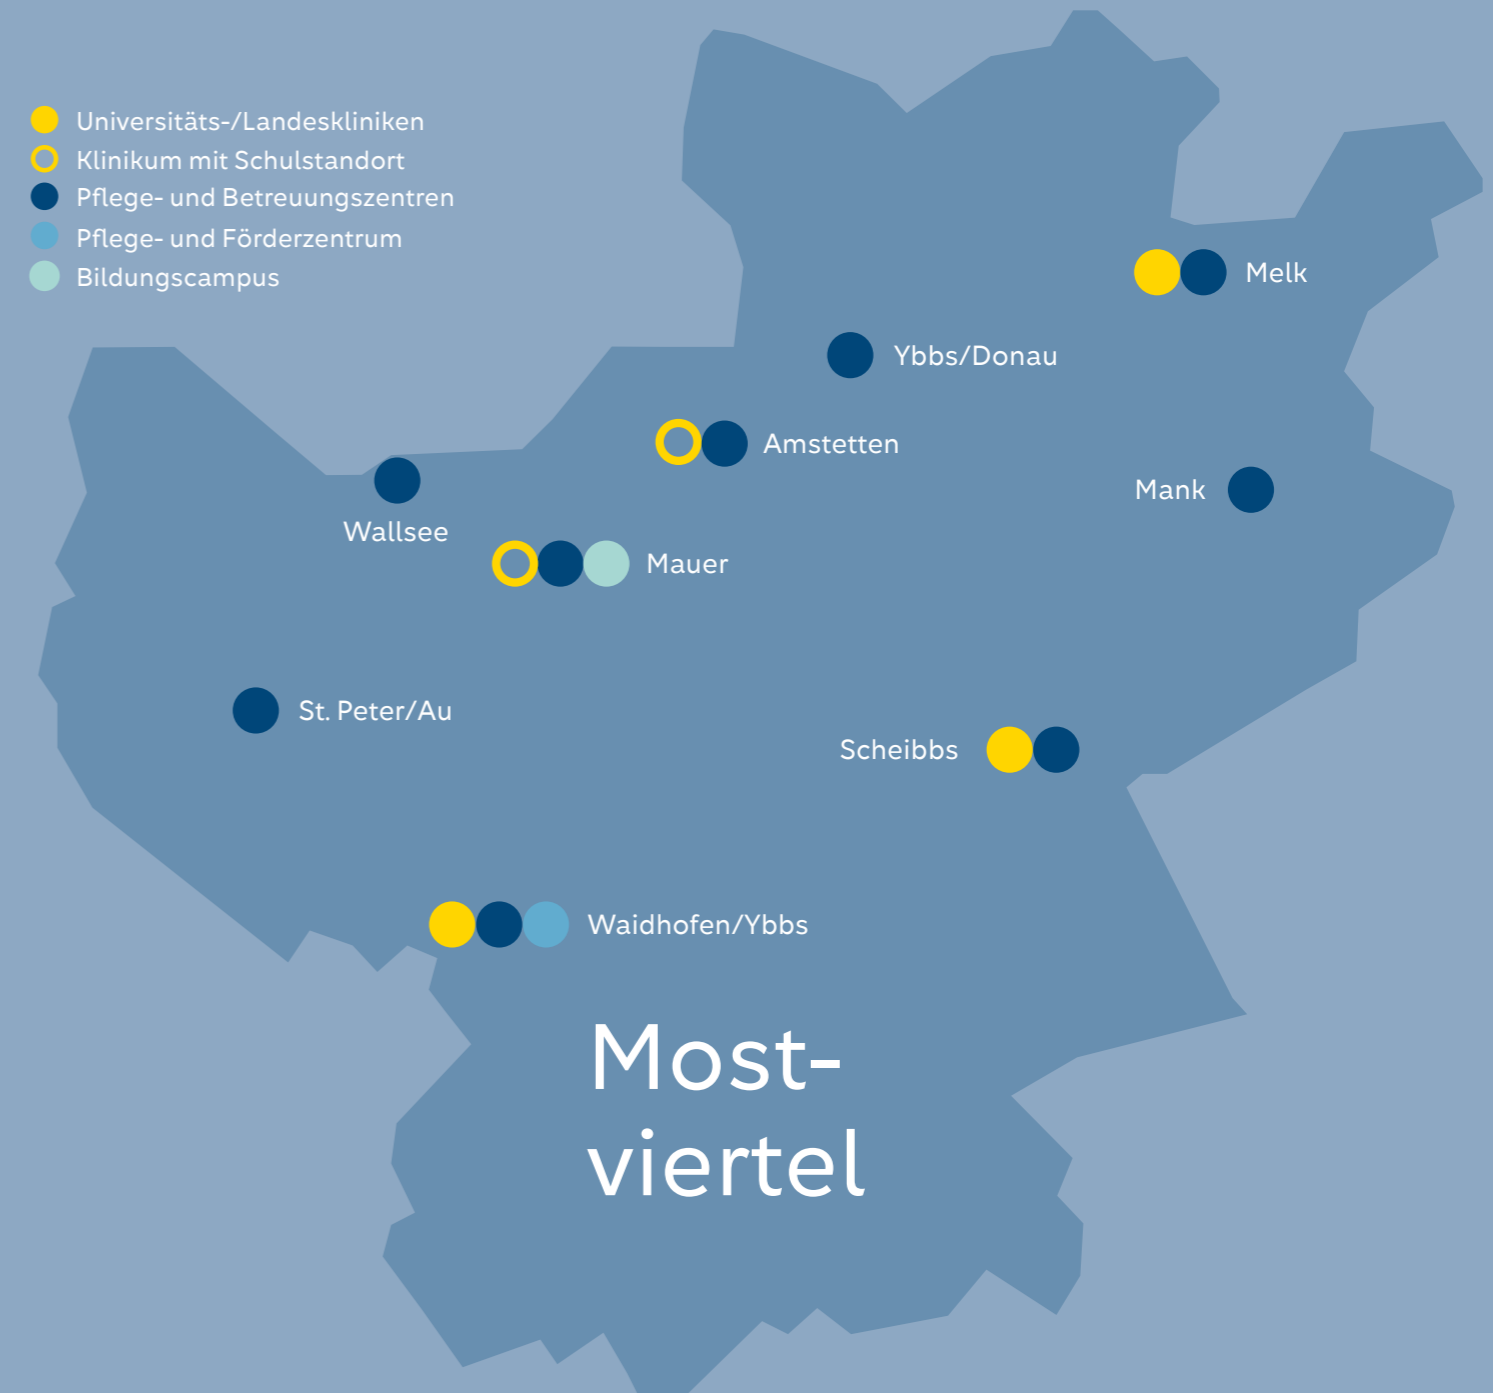 Universitäts-/Landeskliniken
Klinikum mit Schulstandort
Pflege- und Betreuungszentren
Pflege- und Förderzentrum
Bildungscampus
Melk
Ybbs/Donau
Amstetten
Mank
Wallsee
Mauer
St. Peter/Au
Scheibbs
Waidhofen/Ybbs
Most-
viertel